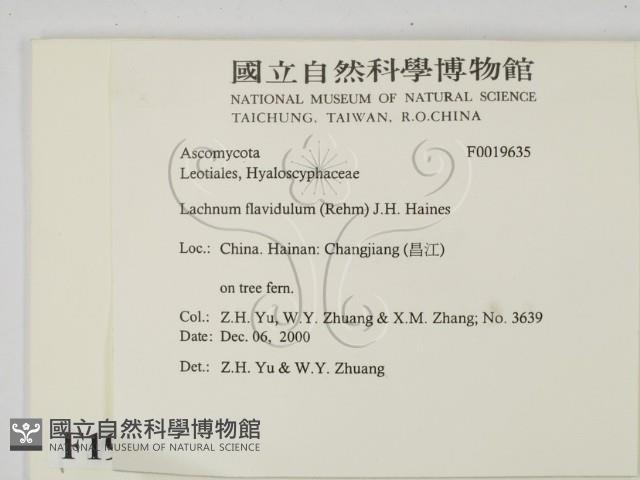 國立自然科學博物館
NATIONAL MUSEUM OF NATURAL SCIENCE
TAICHUNG, TAIWAN, R.O.CHINA
Ascomycota F0019635
Leotiales, Hyaloscyphaceae
Lachnum flavidulum (Rehm) J.H. Haines
Loc.: China. Hainan: Changjiang (昌江)
on tree fern.
Col.: Z.H. Yu, W.Y. Zhuang & X.M. Zhang; No. 3639
Date: Dec. 06, 2000
Det.: Z.H. Yu & W.Y. Zhuang
國立自然科學博物館
NATIONAL MUSEUM OF NATURAL SCIENCE